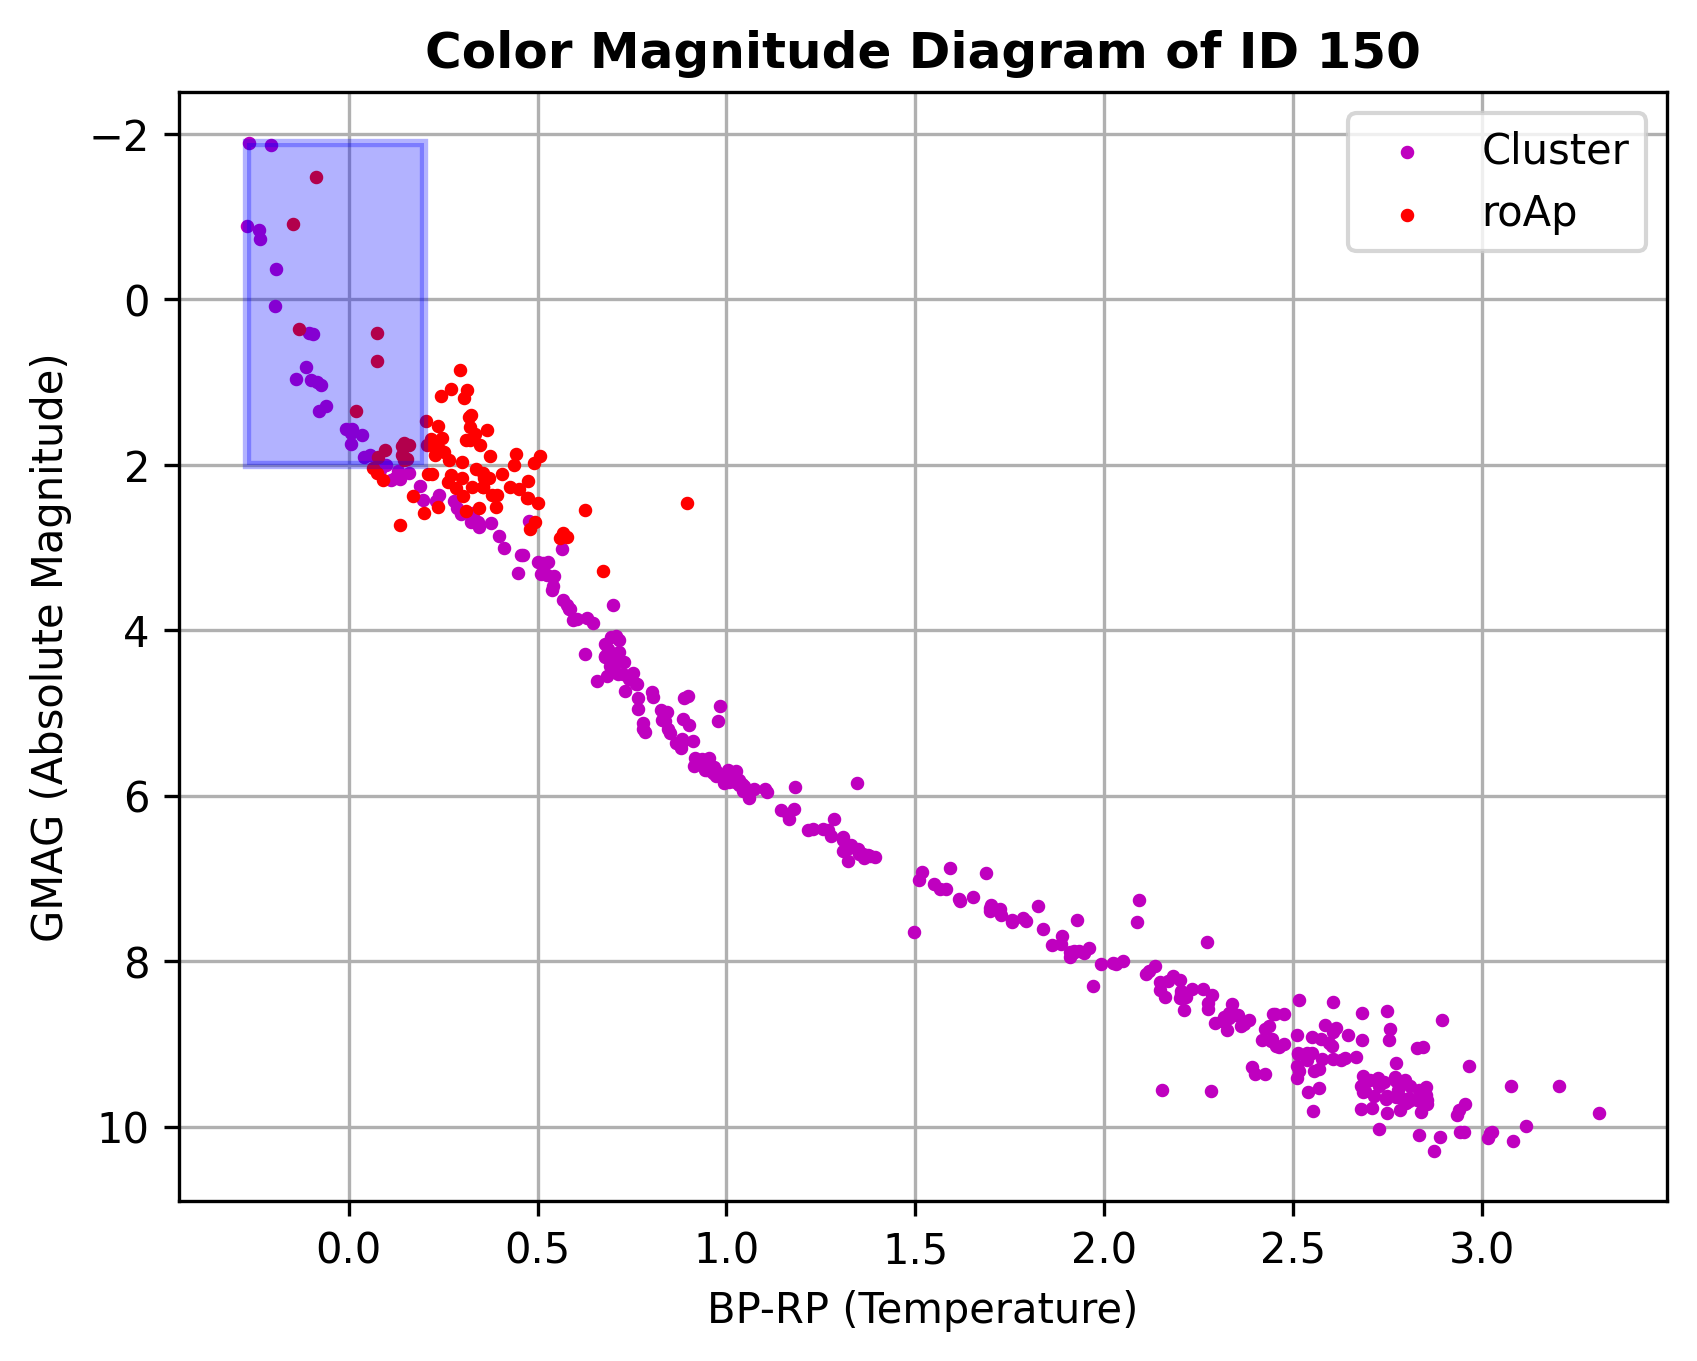 Color Magnitude Diagram of ID 150
Cluster
roAp
−2
0
2
4
6
8
10
GMAG (Absolute Magnitude)
0.0 0.5 1.0 1.5 2.0 2.5 3.0
BP-RP (Temperature)